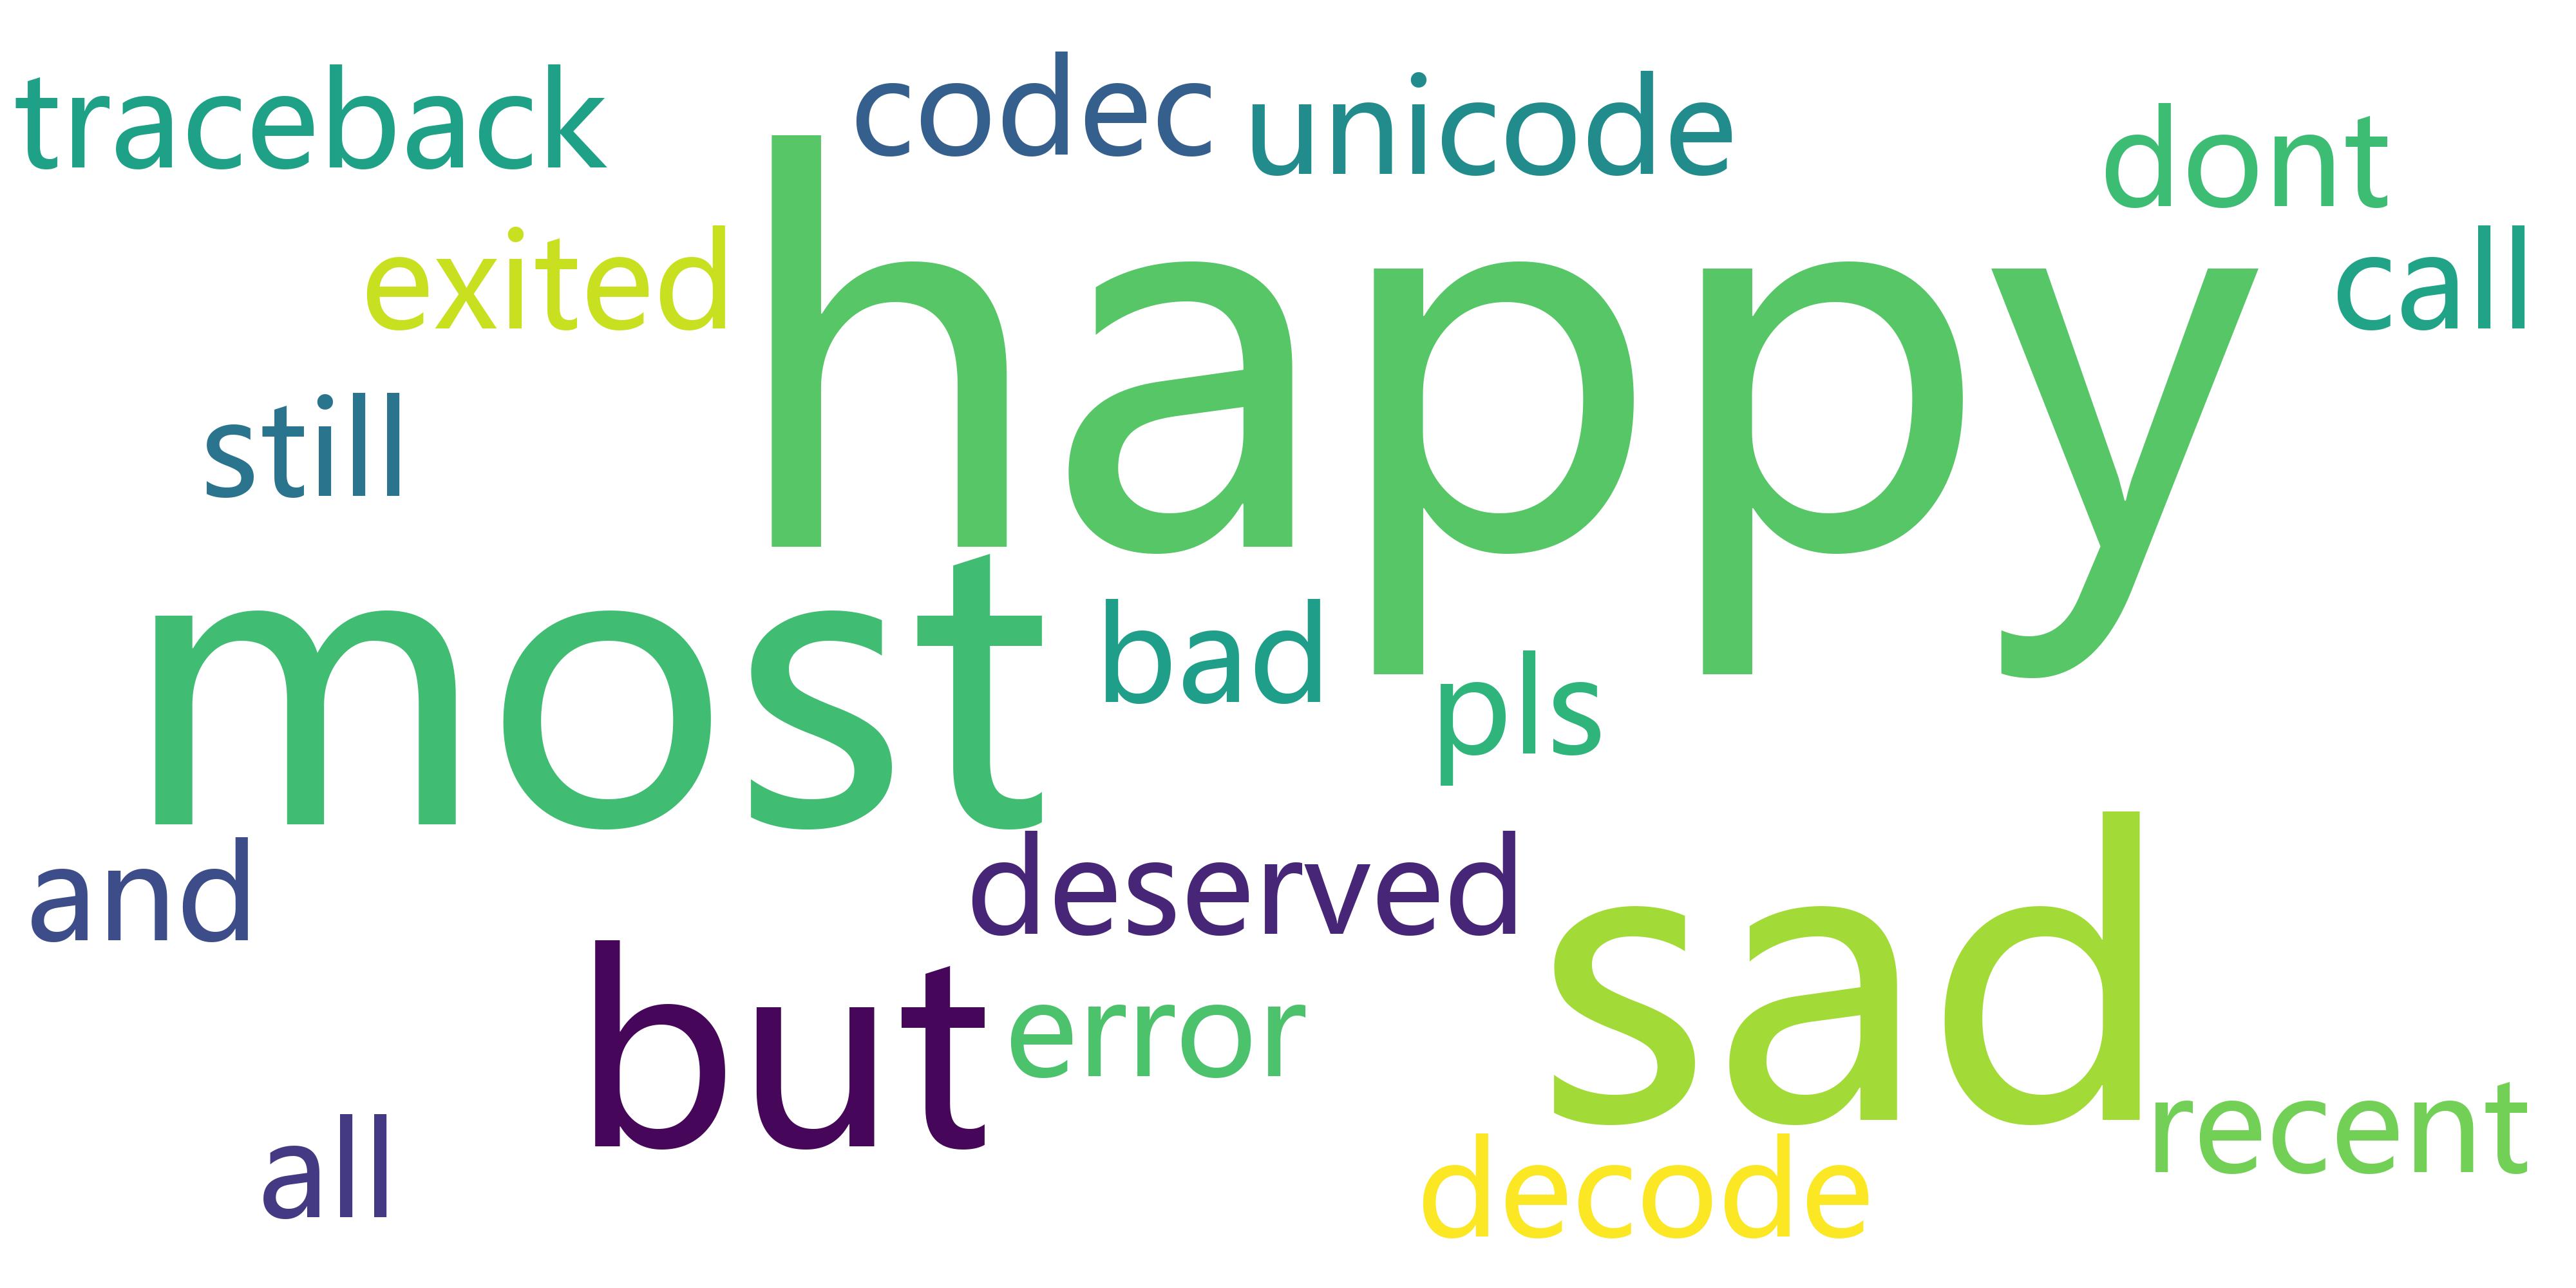 traceback
codec
unicode
dont
exited
happy
call
still
most
bad
pls
and
deserved
but
error
sad
all
decode
recent